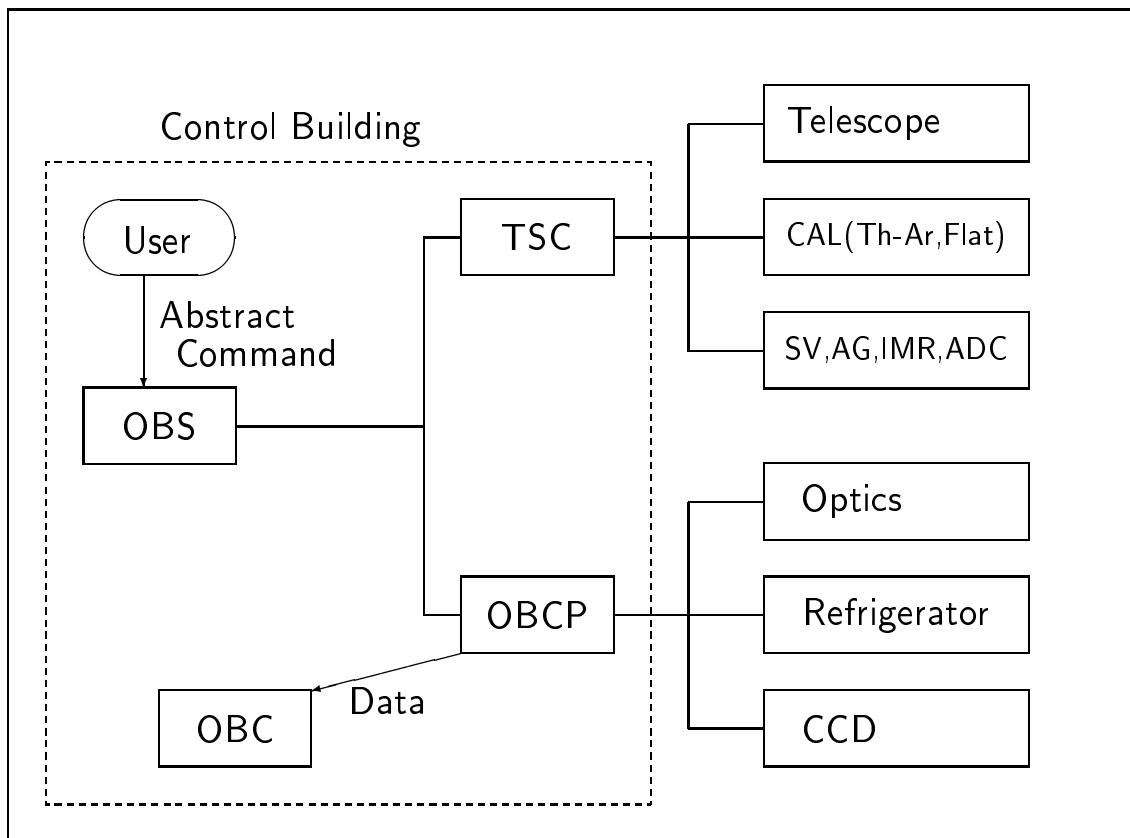 Control Building
User
Abstract
Command
OBS
TSC
OBCP
Data
OBC
Telescope
CAL(Th-Ar,Flat)
SV,AG,IMR,ADC
Optics
Refrigerator
CCD